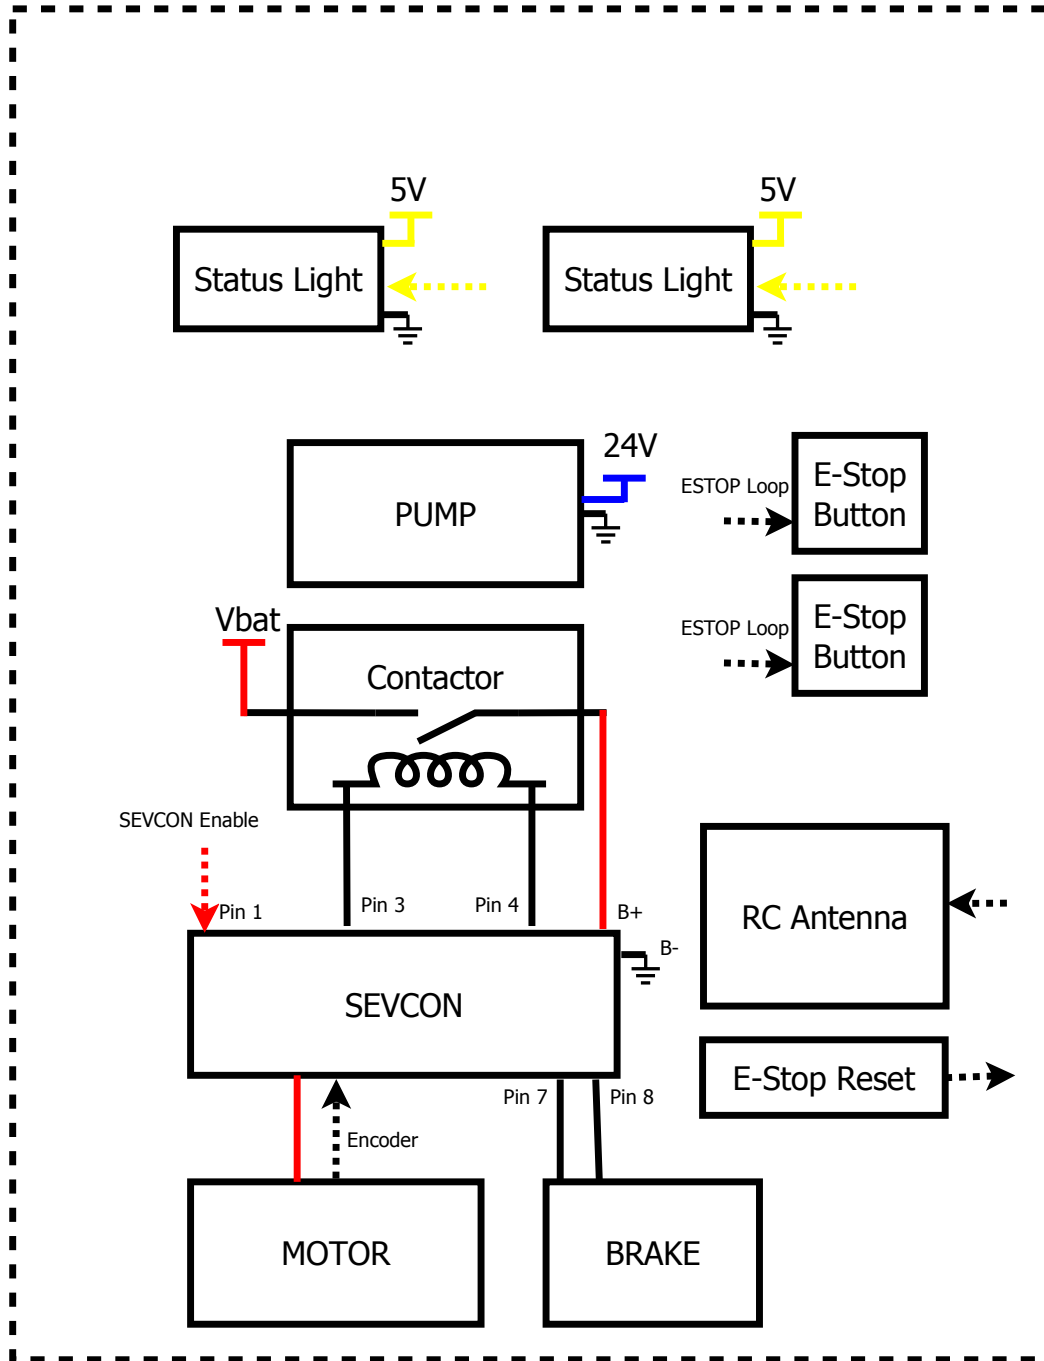 5V
5V
Status Light
Status Light
24V
PUMP
ESTOP Loop
E-Stop
Button
ESTOP Loop
E-Stop
Button
Vbat
Contactor
SEVCON Enable
Pin 1
Pin 3
Pin 4
B+
B-
RC Antenna
SEVCON
E-Stop Reset
Pin 7
Pin 8
Encoder
MOTOR
BRAKE